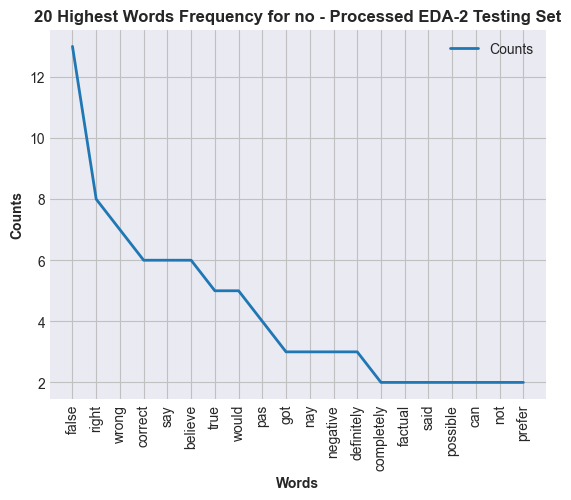 20 Highest Words Frequency for no - Processed EDA-2 Testing Set
Counts
12
10
8
6
4
2
Counts
false
right
wrong
correct
say
believe
true
would
pas
got
nay
negative
definitely
completely
factual
said
possible
can
not
prefer
Words